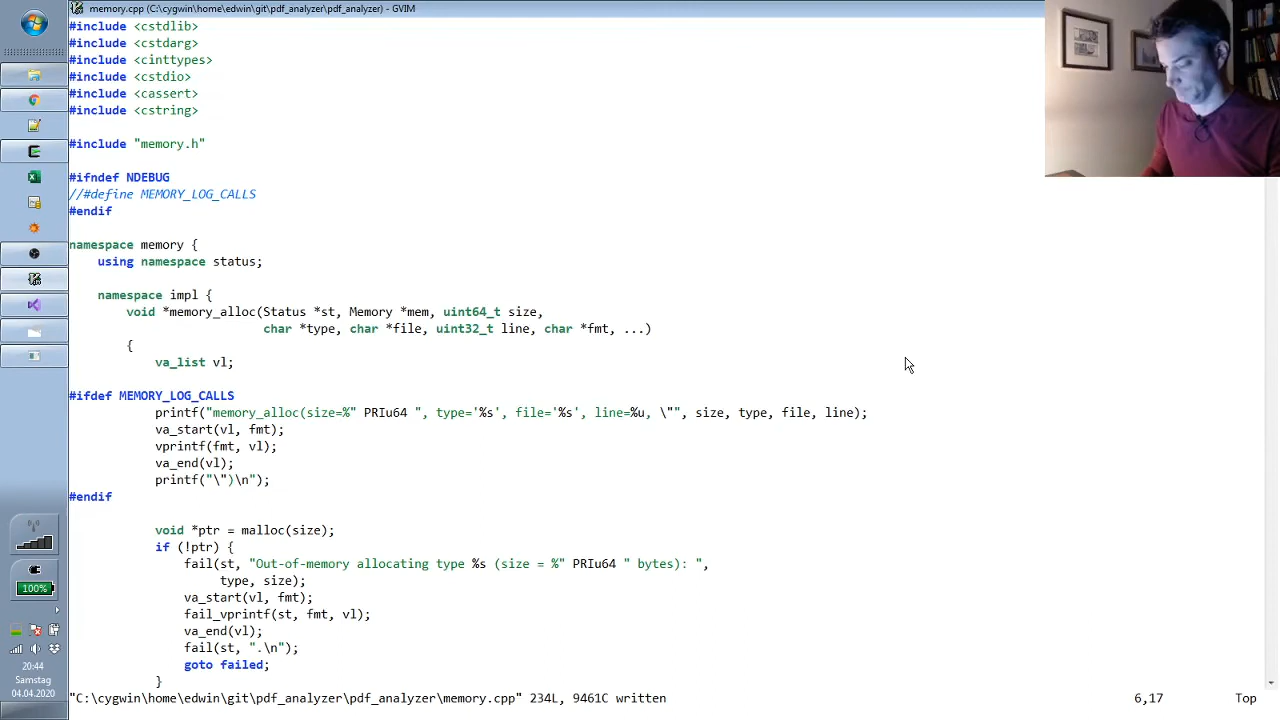 memory.cpp (C:\cygwin\home\edwin\git\pdf_analyzer\pdf_analyzer) - GVIM
#include <cstdlib>
#include <cstdarg>
#include <cinttypes>
#include <cstdio>
#include <cassert>
#include <cstring>
#include "memory.h"
#ifndef NDEBUG
//#define MEMORY_LOG_CALLS
#endif
namespace memory {
using namespace status;
namespace impl {
void *memory_alloc(Status *st, Memory *mem, uint64_t size,
char *type, char *file, uint32_t line, char *fmt, ...)
{
va_list vl;
#ifdef MEMORY_LOG_CALLS
printf("memory_alloc(size=%" PRIu64 ", type='%s', file='%s', line=%u, \"", size, type, file, line);
va_start(vl, fmt);
vprintf(fmt, vl);
va_end(vl);
printf("\")\n");
#endif
void *ptr = malloc(size);
if (!ptr) {
fail(st, "Out-of-memory allocating type %s (size = %" PRIu64 " bytes): ",
type, size);
va_start(vl, fmt);
fail_vprintf(st, fmt, vl);
va_end(vl);
fail(st, ".\n");
goto failed;
}
"C:\cygwin\home\edwin\git\pdf_analyzer\pdf_analyzer\memory.cpp" 234L, 9461C written
6,17
Top
100%
20:44
Samstag
04.04.2020